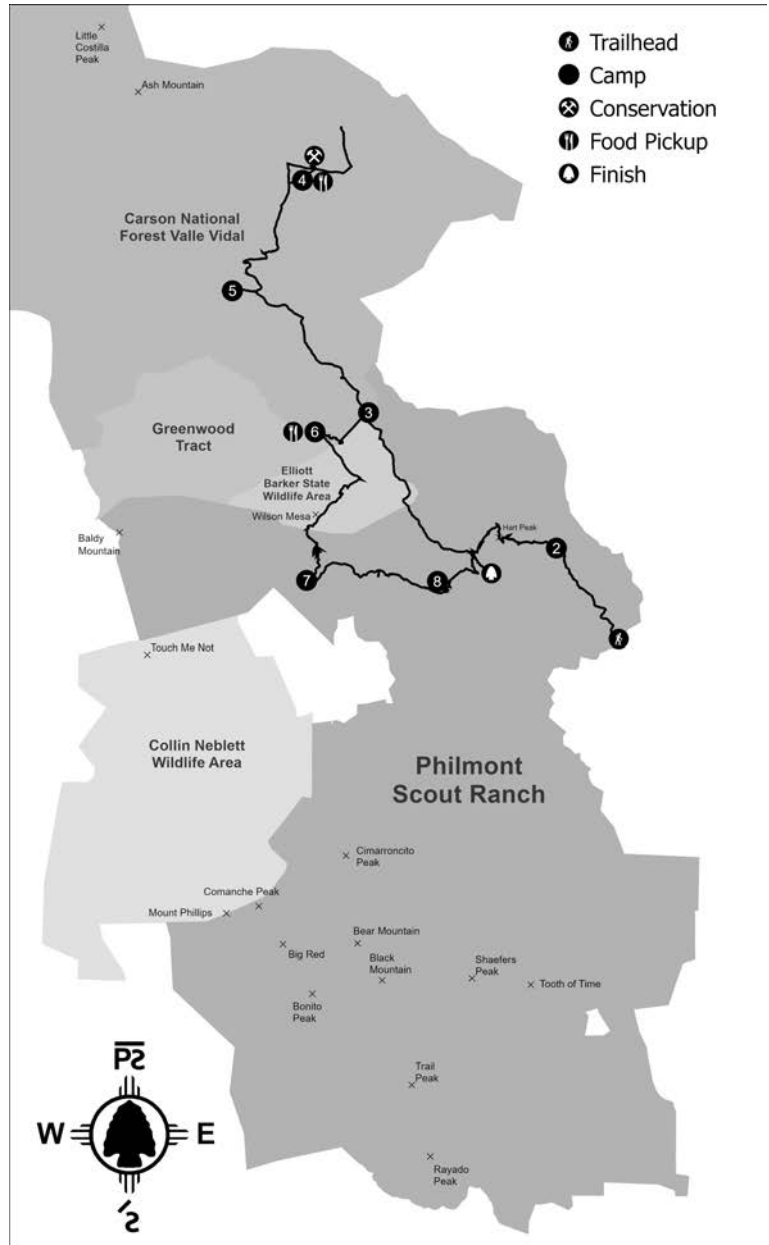 Little
Costilla
Peak
Ash Mountain
Trailhead
Camp
Conservation
Food Pickup
Finish
4
Carson National
Forest Valle Vidal
5
3
Greenwood
Tract
6
Elliott
Barker State
Wildlife Area
Wilson Mesa
Hart Peak
Baldy
Mountain
2
7
8
Touch Me Not
Collin Neblett
Wildlife Area
Philmont
Scout Ranch
Cimarroncito
Peak
Comanche Peak
Mount Phillips
Bear Mountain
Big Red
Black
Mountain
Shaefers
Peak
Tooth of Time
Bonito
Peak
Trail
Peak
Rayado
Peak
W
E